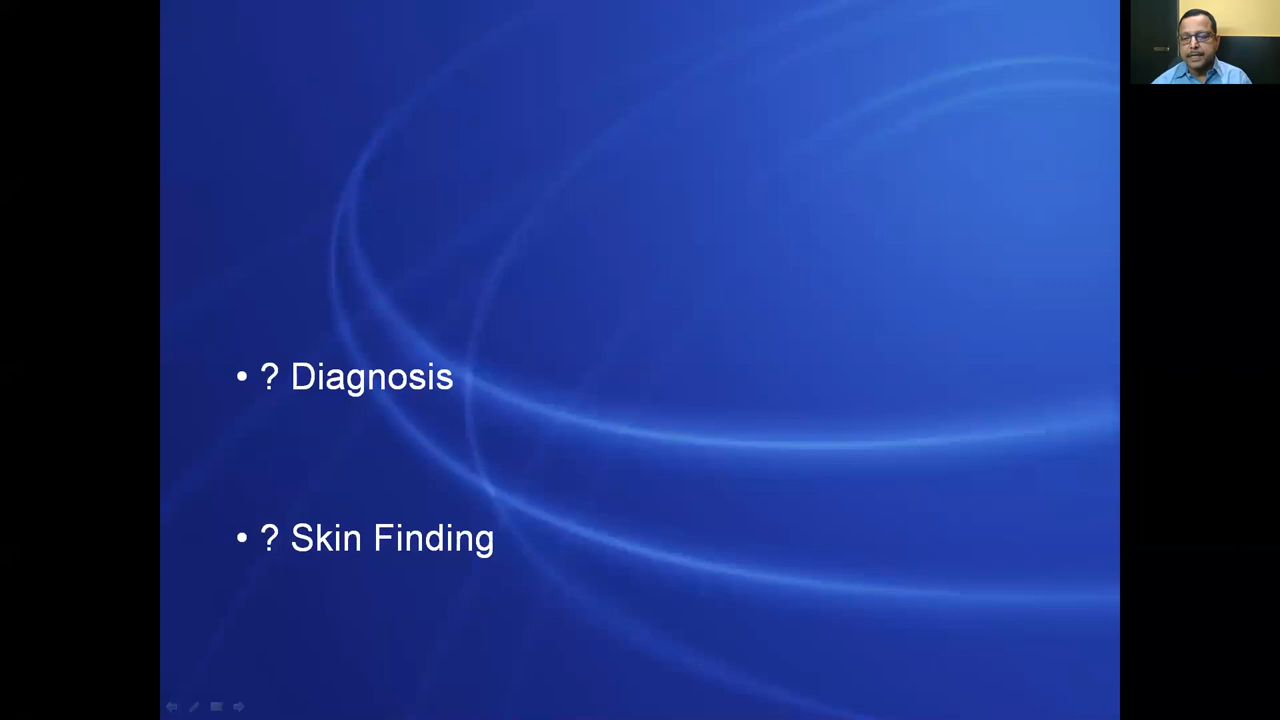 • ? Diagnosis
• ? Skin Finding